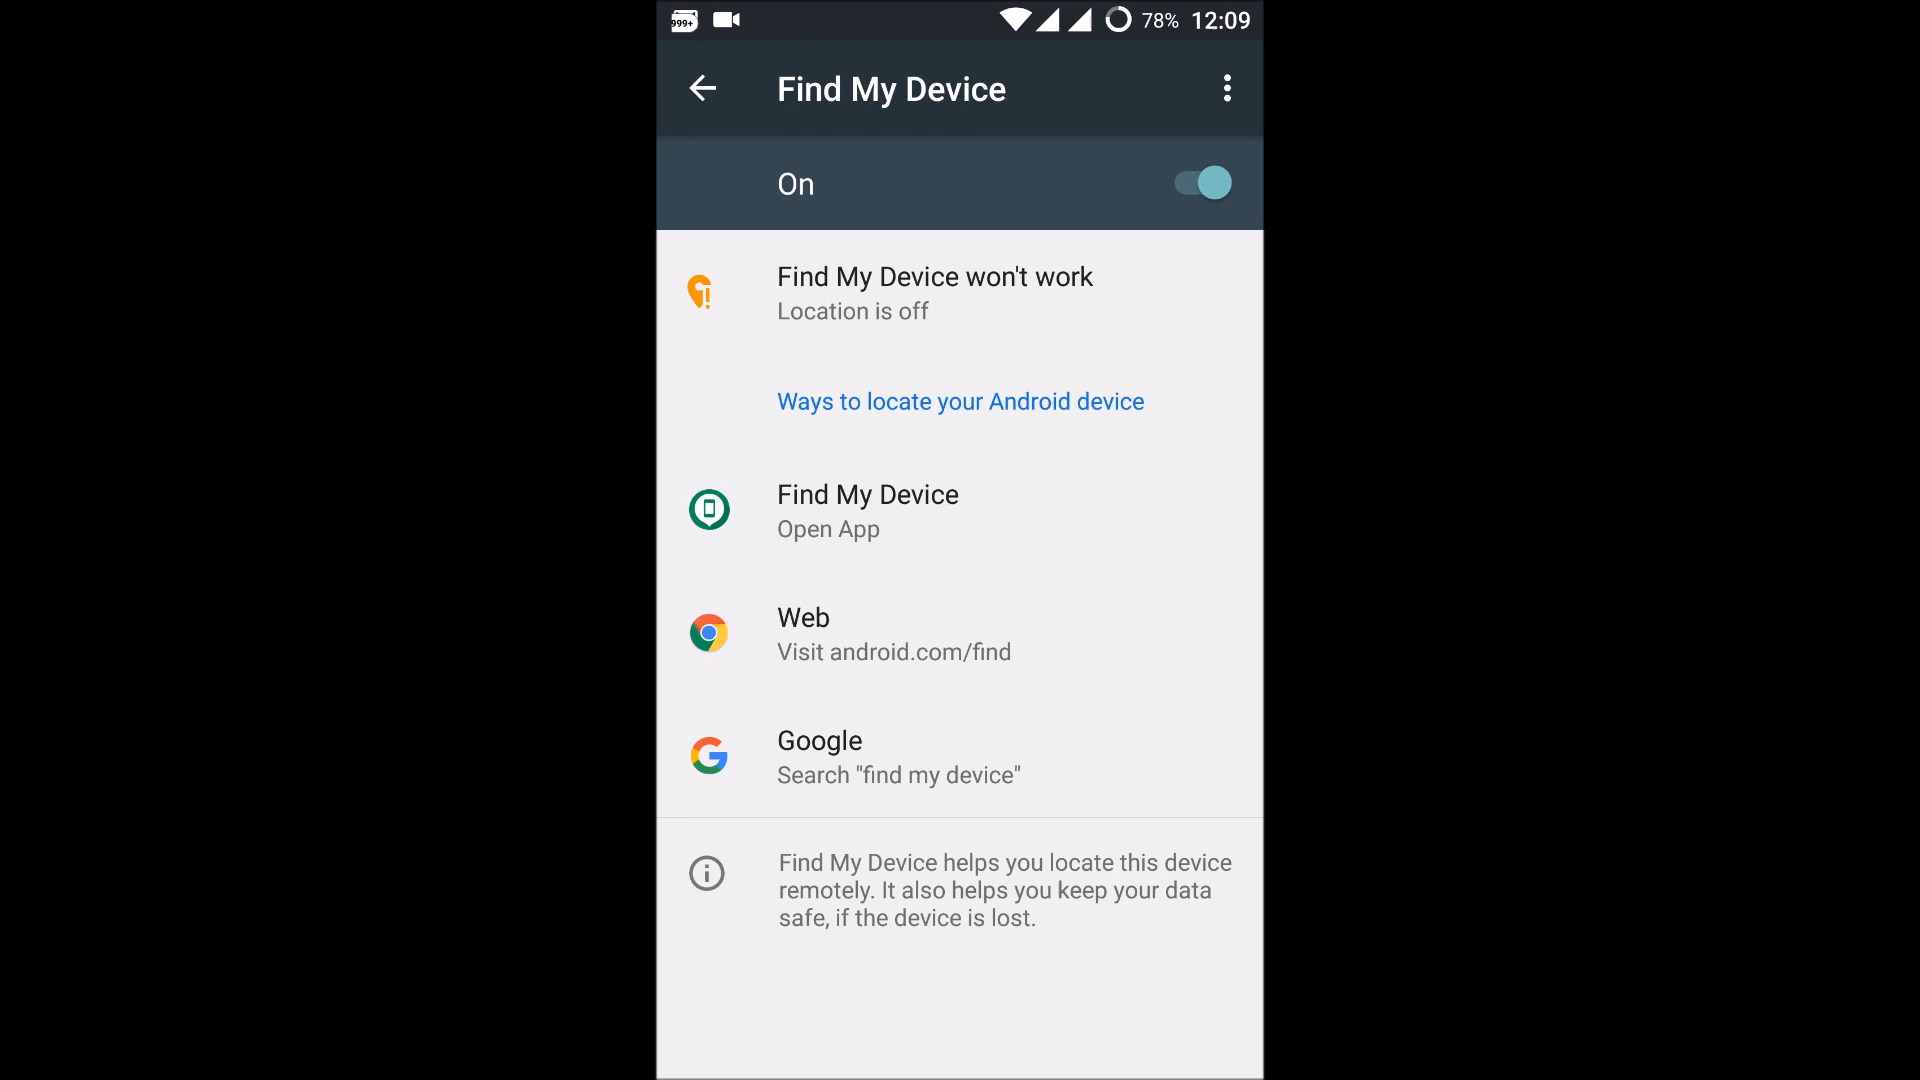 999+
78%
12:09
Find My Device
On
Find My Device won't work
Location is off
Ways to locate your Android device
Find My Device
Open App
Web
Visit android.com/find
Google
Search "find my device"
Find My Device helps you locate this device
remotely. It also helps you keep your data
safe, if the device is lost.